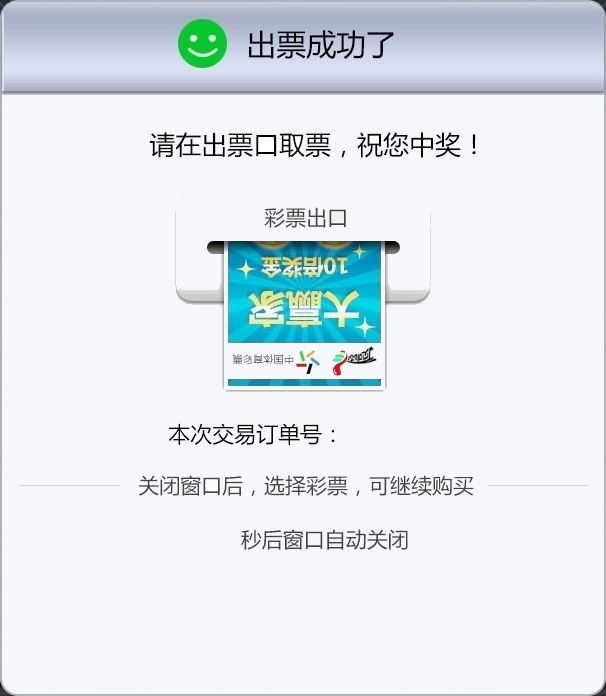 出票成功了
请在出票口取票，祝您中奖！
彩票出口
10倍奖金
大赢家
中国体育彩票
本次交易订单号：
关闭窗口后，选择彩票，可继续购买
秒后窗口自动关闭